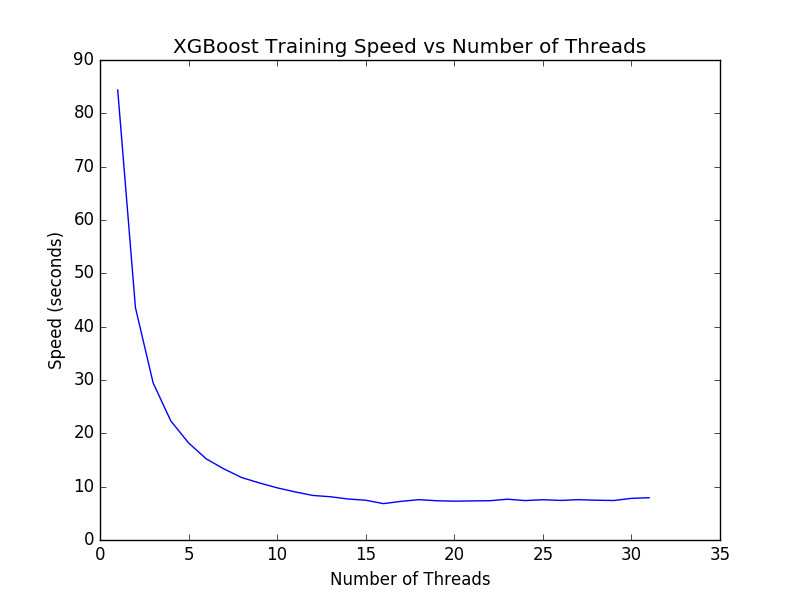 XGBoost Training Speed vs Number of Threads
90
80
70
60
50
40
30
20
10
0
Speed (seconds)
0 5 10 15 20 25 30 35
Number of Threads